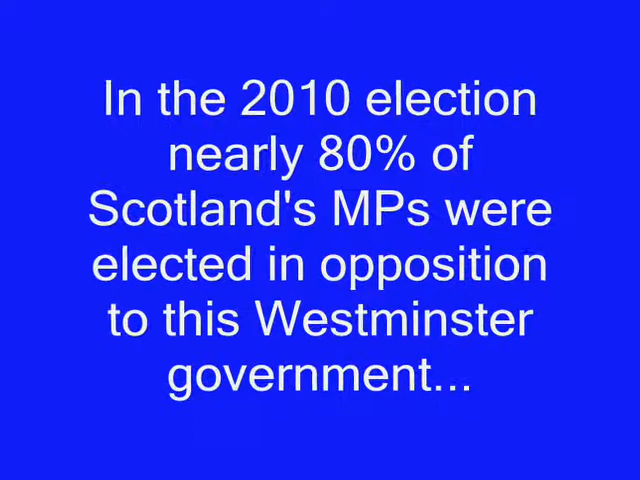 In the 2010 election
nearly 80% of
Scotland's MPs were
elected in opposition
to this Westminster
government...